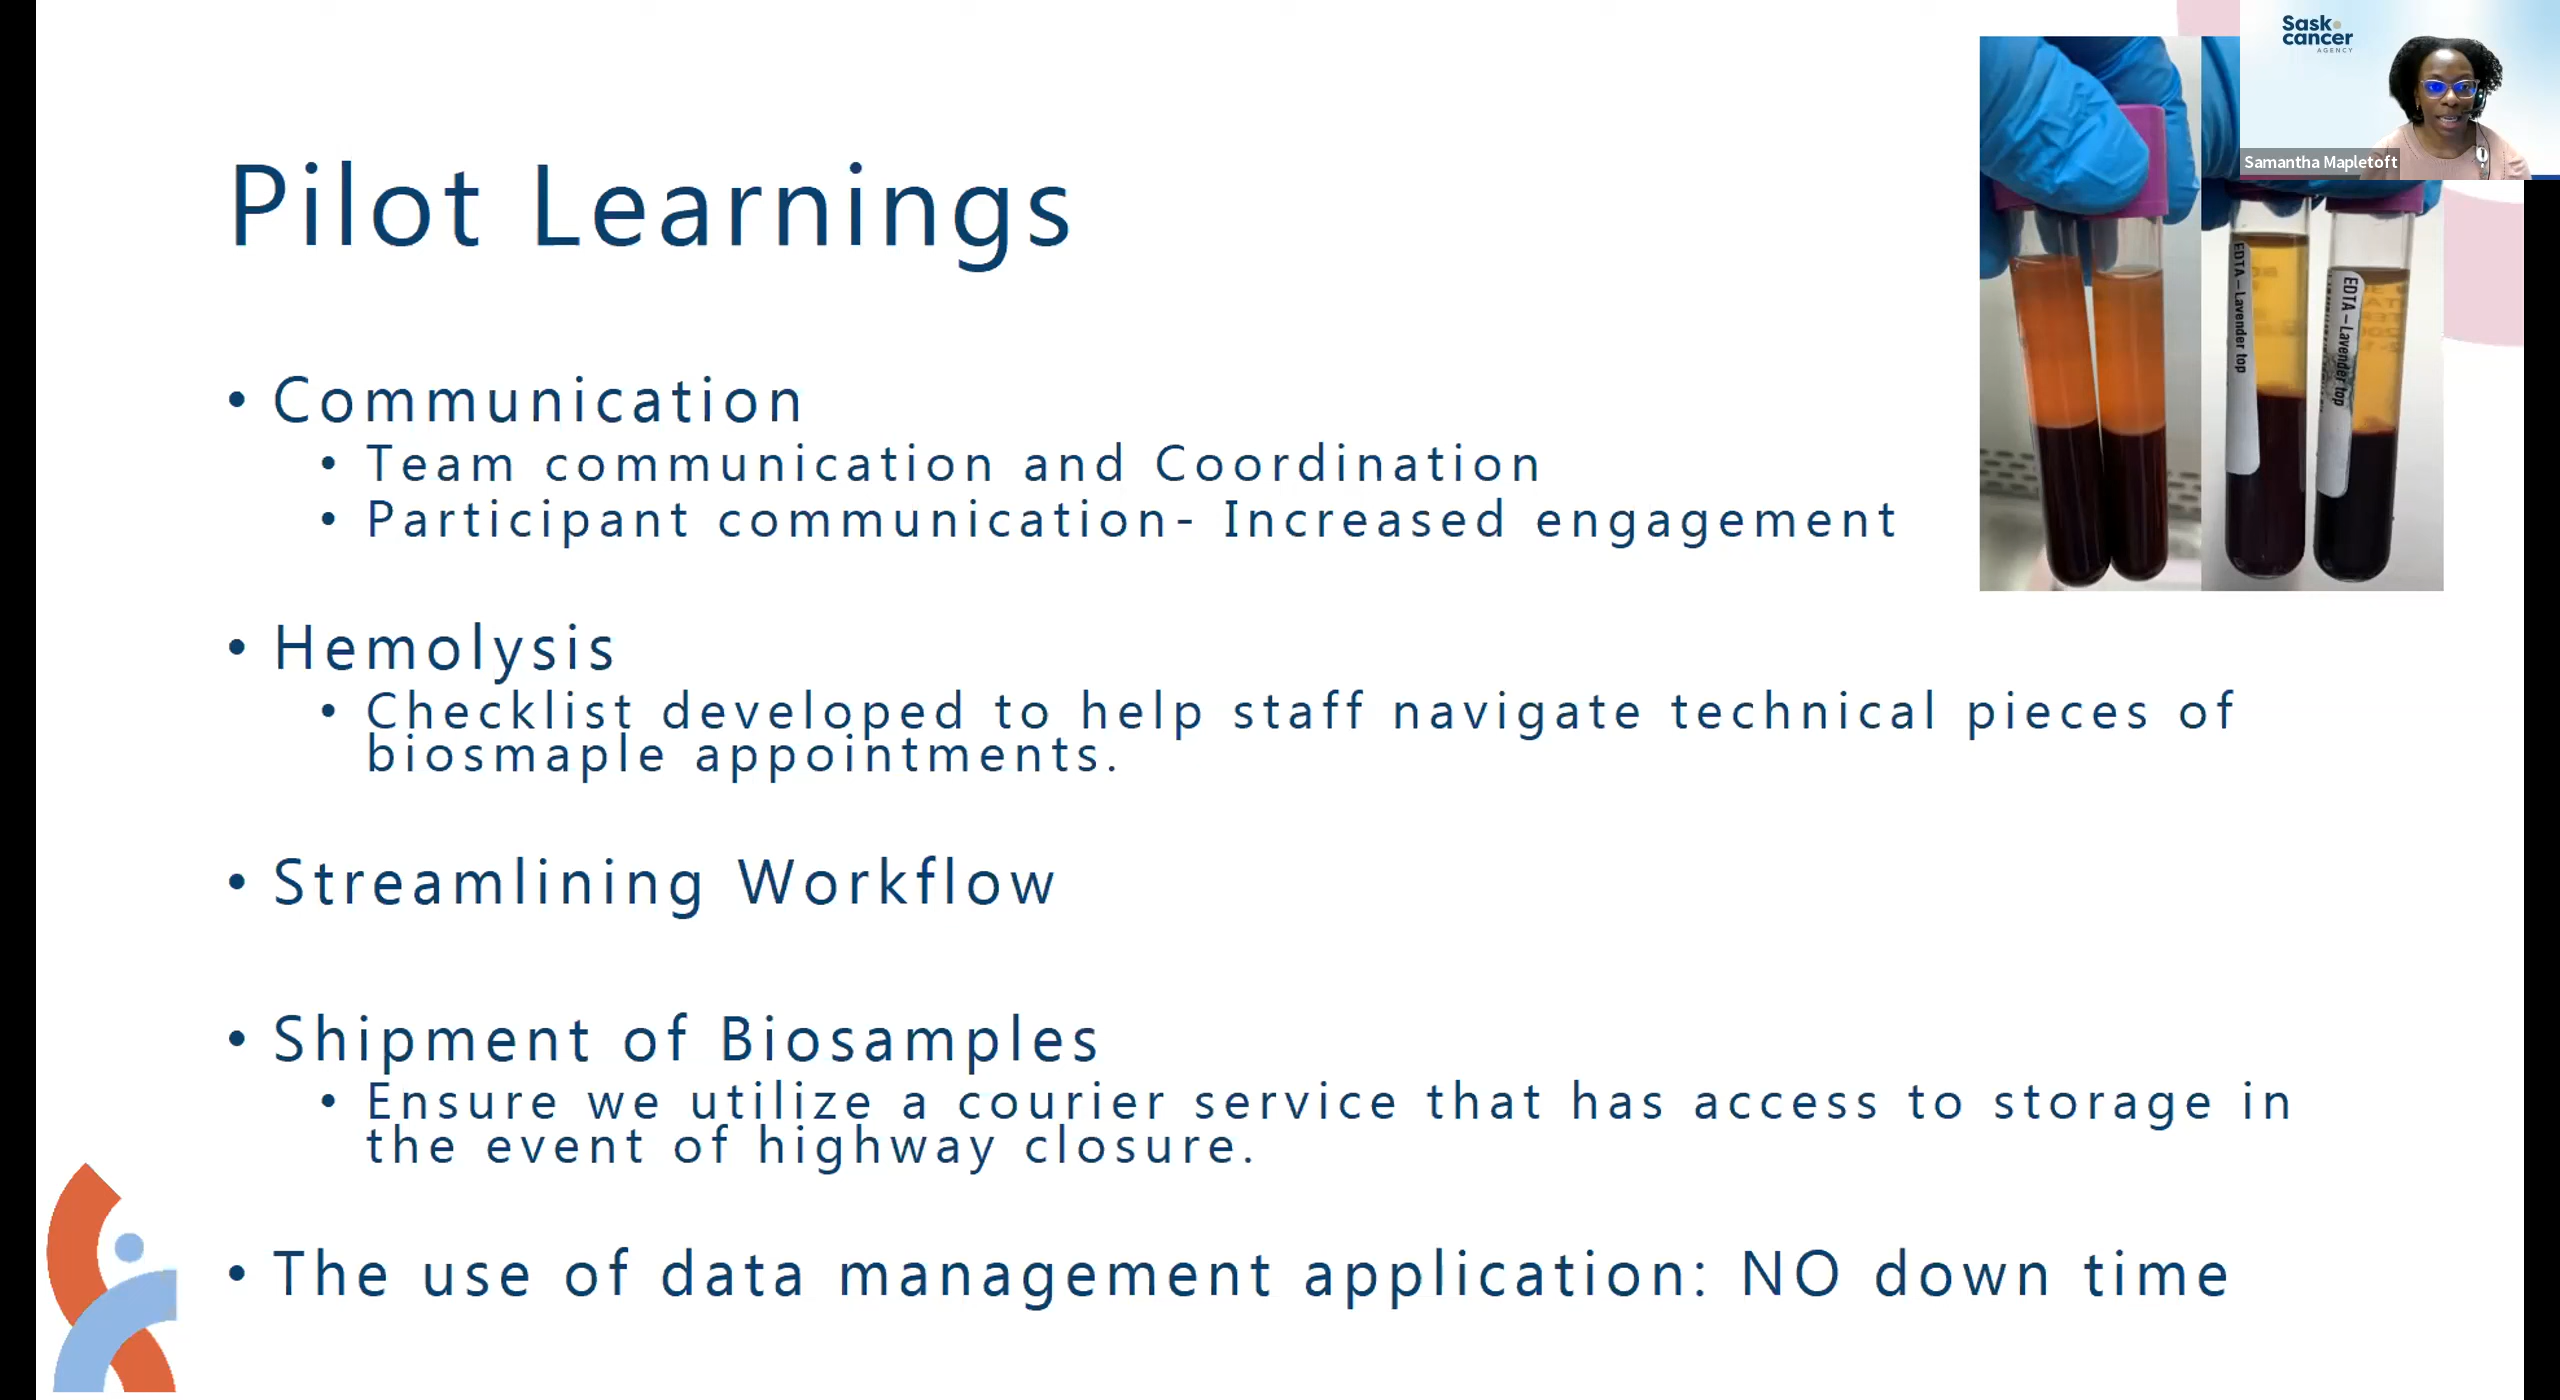 Sask
cancer
AGENCY
Samantha Mapletoft
Pilot Learnings
EDTA – Lavender top
EDTA – Lavender top
• Communication
• Team communication and Coordination
• Participant communication- Increased engagement
• Hemolysis
• Checklist developed to help staff navigate technical pieces of
biosmaple appointments.
• Streamlining Workflow
• Shipment of Biosamples
• Ensure we utilize a courier service that has access to storage in
the event of highway closure.
• The use of data management application: NO down time